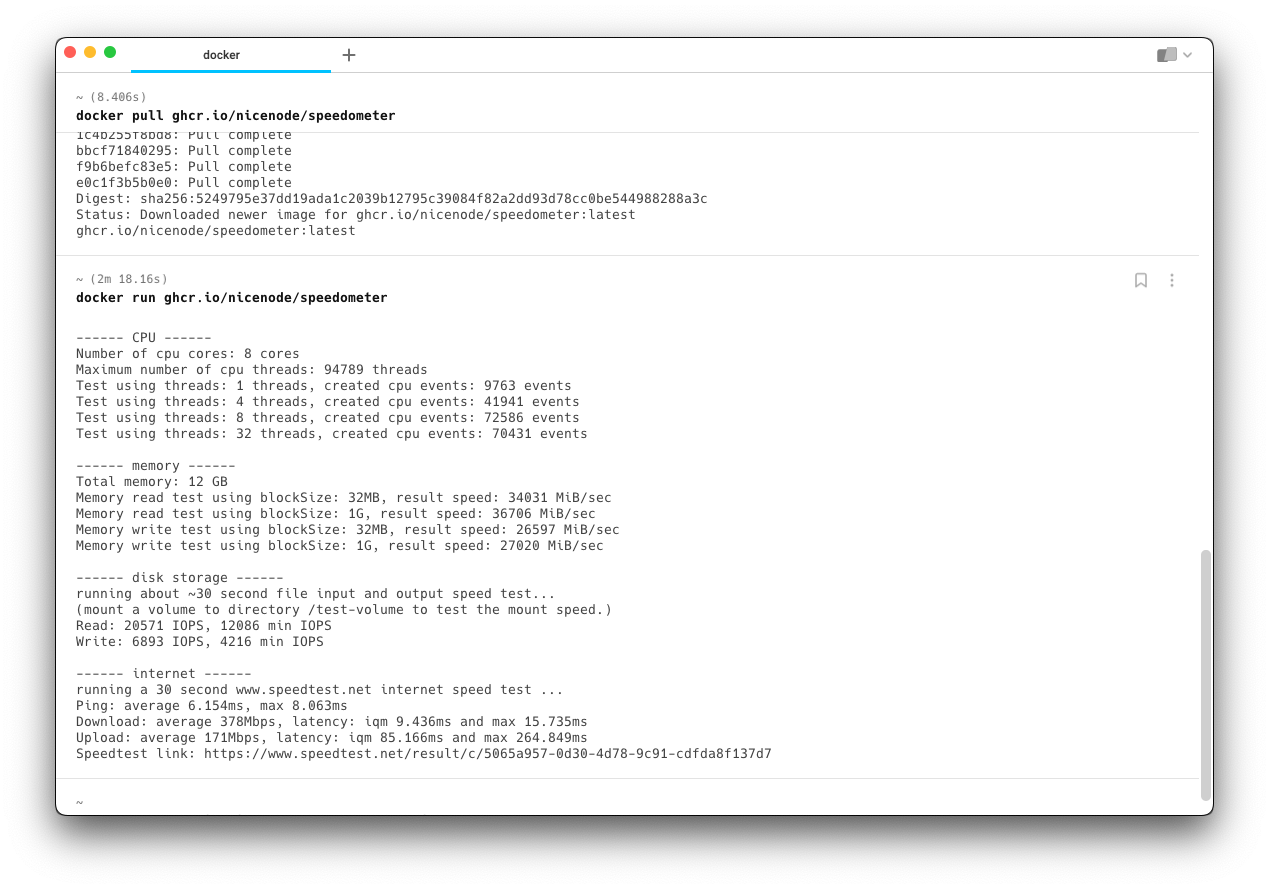 docker
~ (8.406s)
docker pull ghcr.io/nicenode/speedometer
1c4b255f8bd8: Pull complete
bbcf71840295: Pull complete
f9b6befc83e5: Pull complete
e0c1f3b5b0e0: Pull complete
Digest: sha256:5249795e37dd19ada1c2039b12795c39084f82a2dd93d78cc0be544988288a3c
Status: Downloaded newer image for ghcr.io/nicenode/speedometer:latest
ghcr.io/nicenode/speedometer:latest
~ (2m 18.16s)
docker run ghcr.io/nicenode/speedometer
------ CPU ------
Number of cpu cores: 8 cores
Maximum number of cpu threads: 94789 threads
Test using threads: 1 threads, created cpu events: 9763 events
Test using threads: 4 threads, created cpu events: 41941 events
Test using threads: 8 threads, created cpu events: 72586 events
Test using threads: 32 threads, created cpu events: 70431 events
------ memory ------
Total memory: 12 GB
Memory read test using blockSize: 32MB, result speed: 34031 MiB/sec
Memory read test using blockSize: 1G, result speed: 36706 MiB/sec
Memory write test using blockSize: 32MB, result speed: 26597 MiB/sec
Memory write test using blockSize: 1G, result speed: 27020 MiB/sec
------ disk storage ------
running about ~30 second file input and output speed test...
(mount a volume to directory /test-volume to test the mount speed.)
Read: 20571 IOPS, 12086 min IOPS
Write: 6893 IOPS, 4216 min IOPS
------ internet ------
running a 30 second www.speedtest.net internet speed test ...
Ping: average 6.154ms, max 8.063ms
Download: average 378Mbps, latency: iqm 9.436ms and max 15.735ms
Upload: average 171Mbps, latency: iqm 85.166ms and max 264.849ms
Speedtest link: https://www.speedtest.net/result/c/5065a957-0d30-4d78-9c91-cdfda8f137d7
~